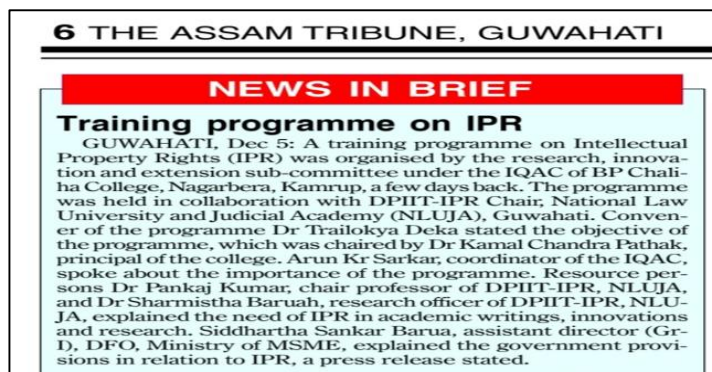 6 THE ASSAM TRIBUNE, GUWAHATI
NEWS IN BRIEF
Training programme on IPR
GUWAHATI, Dec 5: A training programme on Intellectual
Property Rights (IPR) was organised by the research, innova-
tion and extension sub-committee under the IQAC of BP Chali-
ha College, Nagarbera, Kamrup, a few days back. The programme
was held in collaboration with DPIIT-IPR Chair, National Law
University and Judicial Academy (NLUJA), Guwahati. Conven-
er of the programme Dr Trailokya Deka stated the objective of
the programme, which was chaired by Dr Kamal Chandra Pathak,
principal of the college. Arun Kr Sarkar, coordinator of the IQAC,
spoke about the importance of the programme. Resource per-
sons Dr Pankaj Kumar, chair professor of DPIIT-IPR, NLUJA,
and Dr Sharmistha Baruah, research officer of DPIIT-IPR, NLU-
JA, explained the need of IPR in academic writings, innovations
and research. Siddhartha Sankar Barua, assistant director (Gr-
I), DFO, Ministry of MSME, explained the government provi-
sions in relation to IPR, a press release stated.